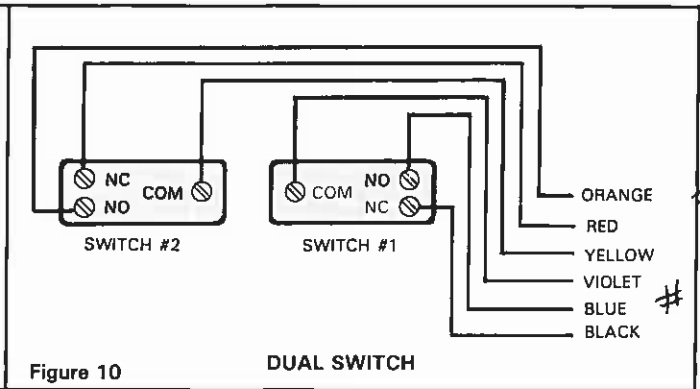 NC
COM
NO
SWITCH #2
COM
NO
NC
SWITCH #1
ORANGE
RED
YELLOW
VIOLET
BLUE #
BLACK
Figure 10
DUAL SWITCH